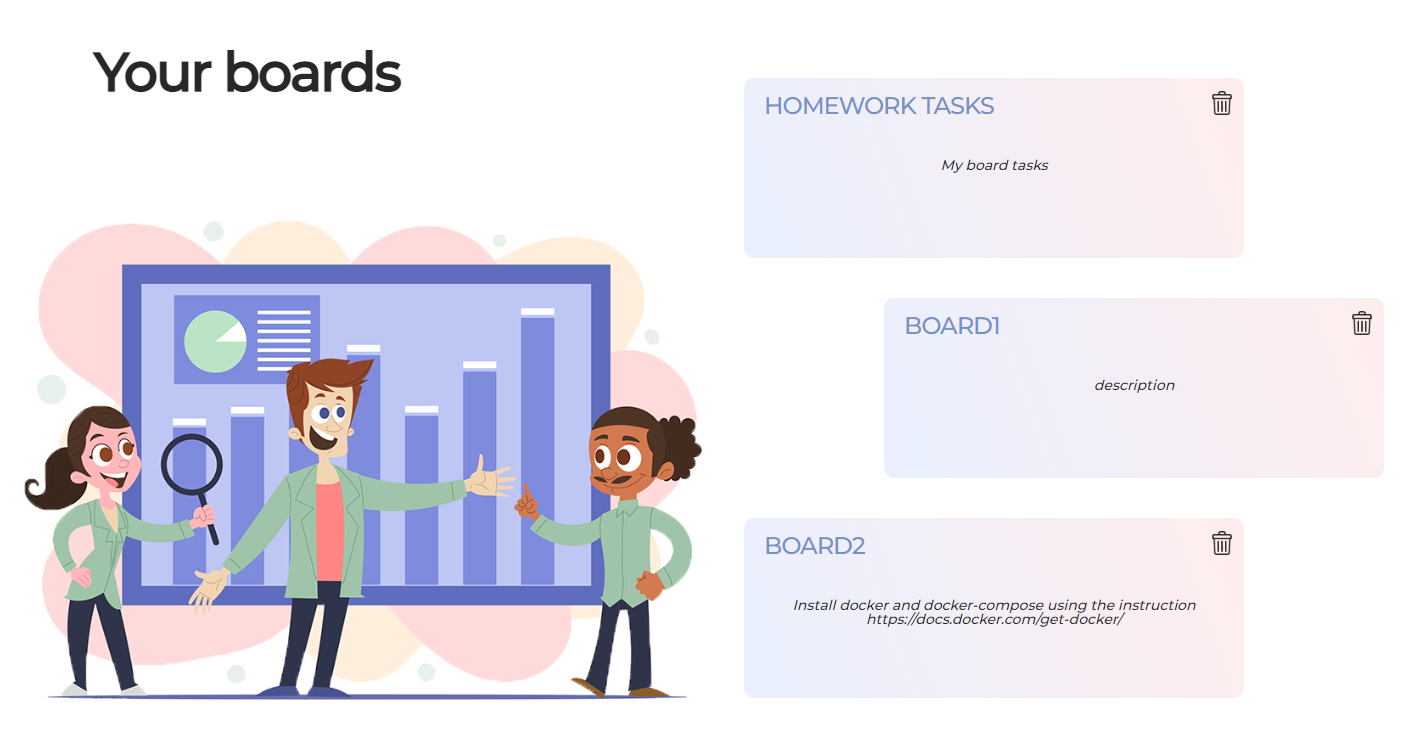 Your boards
HOMEWORK TASKS
My board tasks
BOARD1
description
BOARD2
Install docker and docker-compose using the instruction
https://docs.docker.com/get-docker/